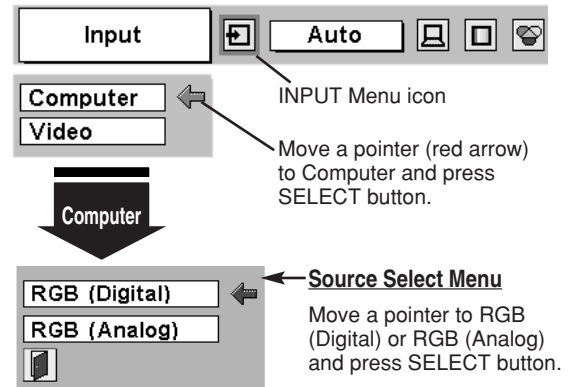 Input
Auto
INPUT Menu icon
Computer
Video
Move a pointer (red arrow)
to Computer and press
SELECT button.
Computer
RGB (Digital)
RGB (Analog)
Source Select Menu
Move a pointer to RGB
(Digital) or RGB (Analog)
and press SELECT button.